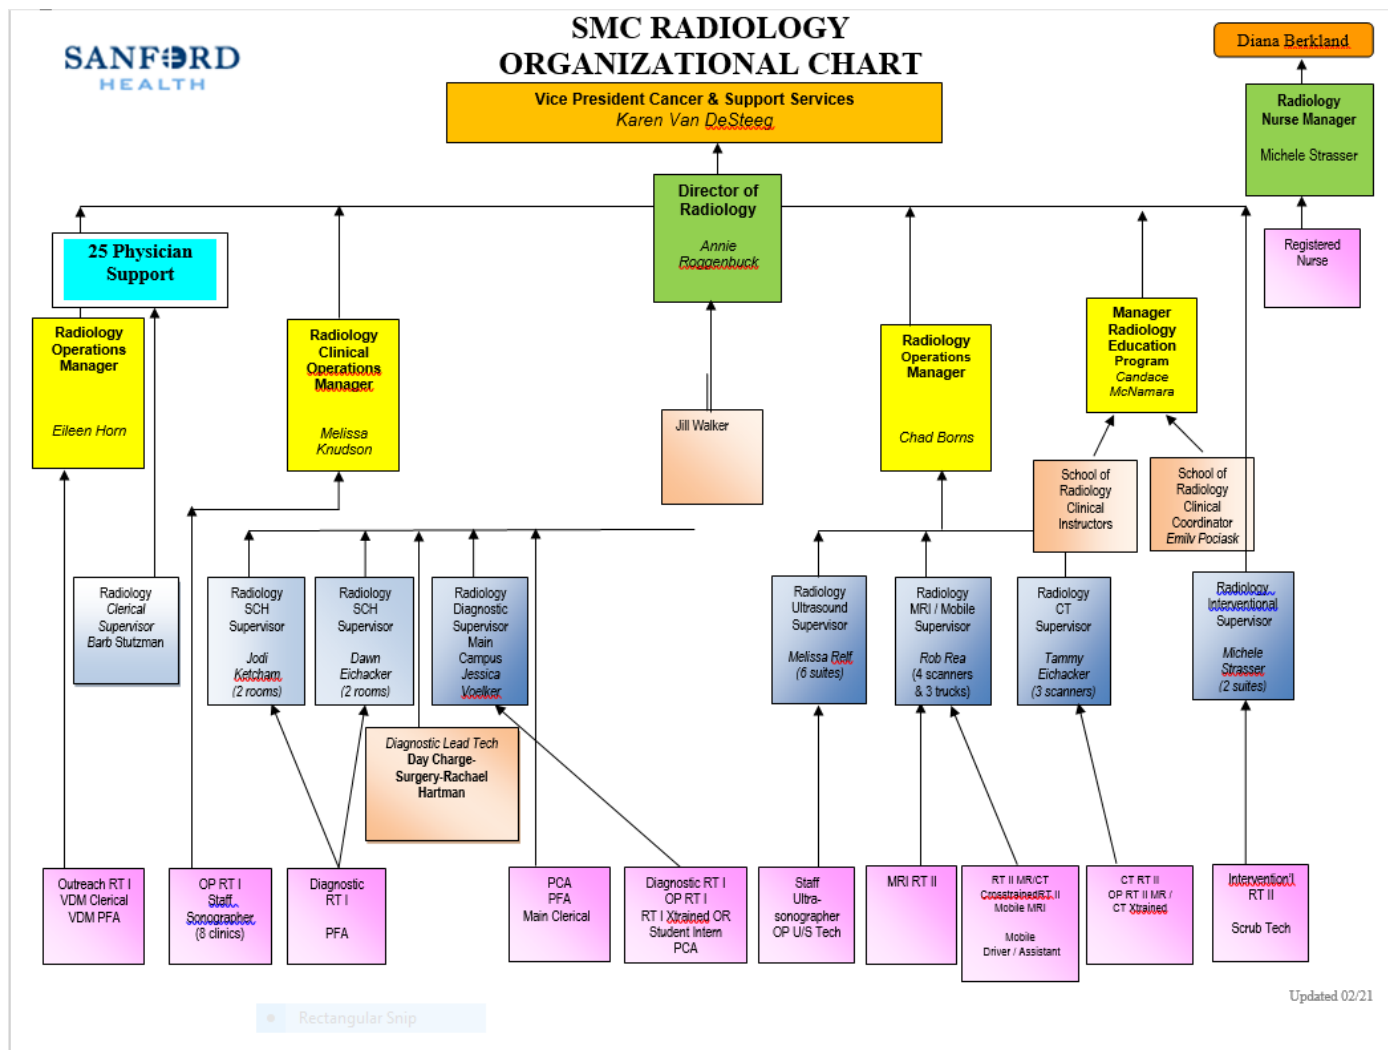 SANFORD
HEALTH
SMC RADIOLOGY
ORGANIZATIONAL CHART
Diana Berkland
Vice President Cancer & Support Services
Karen Van DeSteeg
Radiology
Nurse Manager
Michele Strasser
Director of
Radiology
Annie
Roggenbuck
25 Physician
Support
Registered
Nurse
Radiology
Operations
Manager
Eileen Horn
Radiology
Clinical
Operations
Manager
Melissa
Knudson
Jill Walker
Radiology
Operations
Manager
Chad Borns
Manager
Radiology
Education
Program
Candace
McNamara
School of
Radiology
Clinical
Instructors
School of
Radiology
Clinical
Coordinator
Emily Pociask
Radiology
Clerical
Supervisor
Barb Stutzman
Radiology
SCH
Supervisor
Jodi
Ketcham
(2 rooms)
Radiology
SCH
Supervisor
Dawn
Eichacker
(2 rooms)
Radiology
Diagnostic
Supervisor
Main
Campus
Jessica
Voelker
Radiology
Ultrasound
Supervisor
Melissa Relf
(6 suites)
Radiology
MRI / Mobile
Supervisor
Rob Rea
(4 scanners
& 3 trucks)
Radiology
CT
Supervisor
Tammy
Eichacker
(3 scanners)
Radiology
Interventional
Supervisor
Michele
Strasser
(2 suites)
Diagnostic Lead Tech
Day Charge-
Surgery-Rachael
Hartman
Outreach RT I
VDM Clerical
VDM PFA
OP RT I
Staff
Sonographer
(8 clinics)
Diagnostic
RT I
PFA
PCA
PFA
Main Clerical
Diagnostic RT I
OP RT I
RT I Xtrained OR
Student Intern
PCA
Staff
Ultra-
sonographer
OP U/S Tech
MRI RT II
RT II MR/CT
CrosstrainedRT II
Mobile MRI
Mobile
Driver / Assistant
CT RT II
OP RT II MR /
CT Xtrained
Intervention'l
RT II
Scrub Tech
Updated 02/21
Rectangular Snip